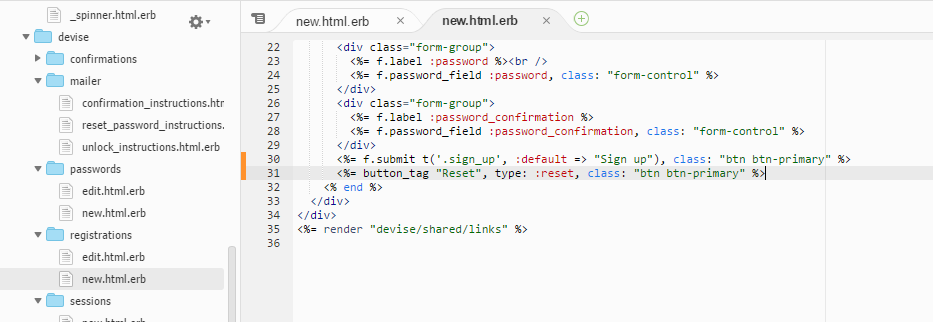 _spinner.html.erb
devise
confirmations
mailer
confirmation_instructions.htr
reset_password_instructions.
unlock_instructions.html.erb
passwords
edit.html.erb
new.html.erb
registrations
edit.html.erb
new.html.erb
sessions
new.html.erb
new.html.erb
new.html.erb
22 <div class="form-group">
23 <%= f.label :password %><br />
24 <%= f.password_field :password, class: "form-control" %>
25 </div>
26 <div class="form-group">
27 <%= f.label :password_confirmation %>
28 <%= f.password_field :password_confirmation, class: "form-control" %>
29 </div>
30 <%= f.submit t('.sign_up', :default => "Sign up"), class: "btn btn-primary" %>
31 <%= button_tag "Reset", type: :reset, class: "btn btn-primary" %>
32 <% end %>
33 </div>
34 </div>
35 <%= render "devise/shared/links" %>
36